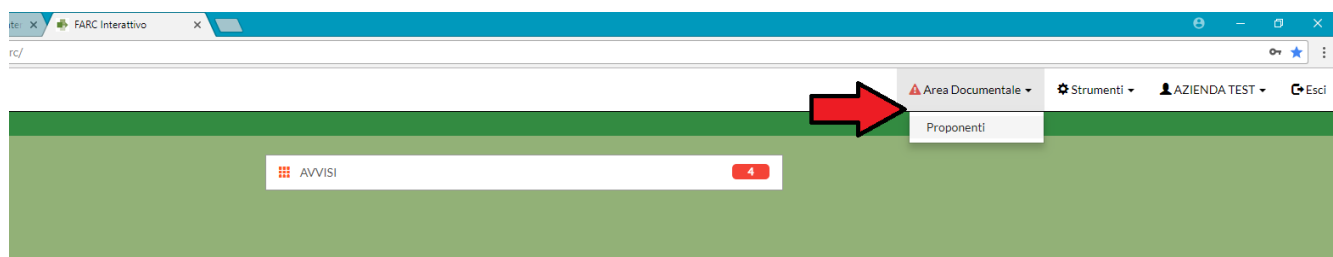 FARC Interattivo
rc/
Area Documentale
Strumenti
AZIENDA TEST
Esci
Proponenti
AVVISI
4